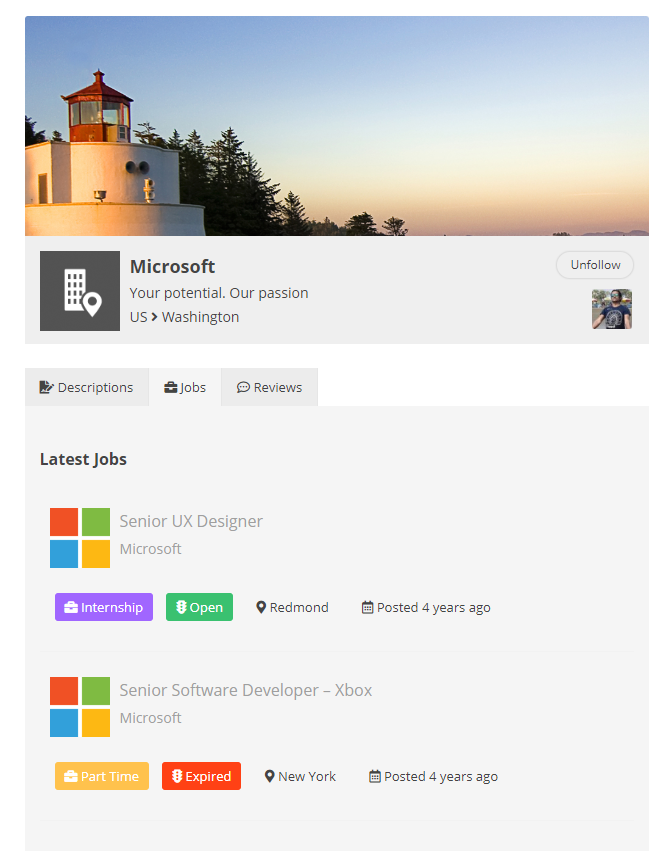 Microsoft
Unfollow
Your potential. Our passion
US > Washington
Descriptions
Jobs
Reviews
Latest Jobs
Senior UX Designer
Microsoft
Internship Open Redmond Posted 4 years ago
Senior Software Developer – Xbox
Microsoft
Part Time Expired New York Posted 4 years ago